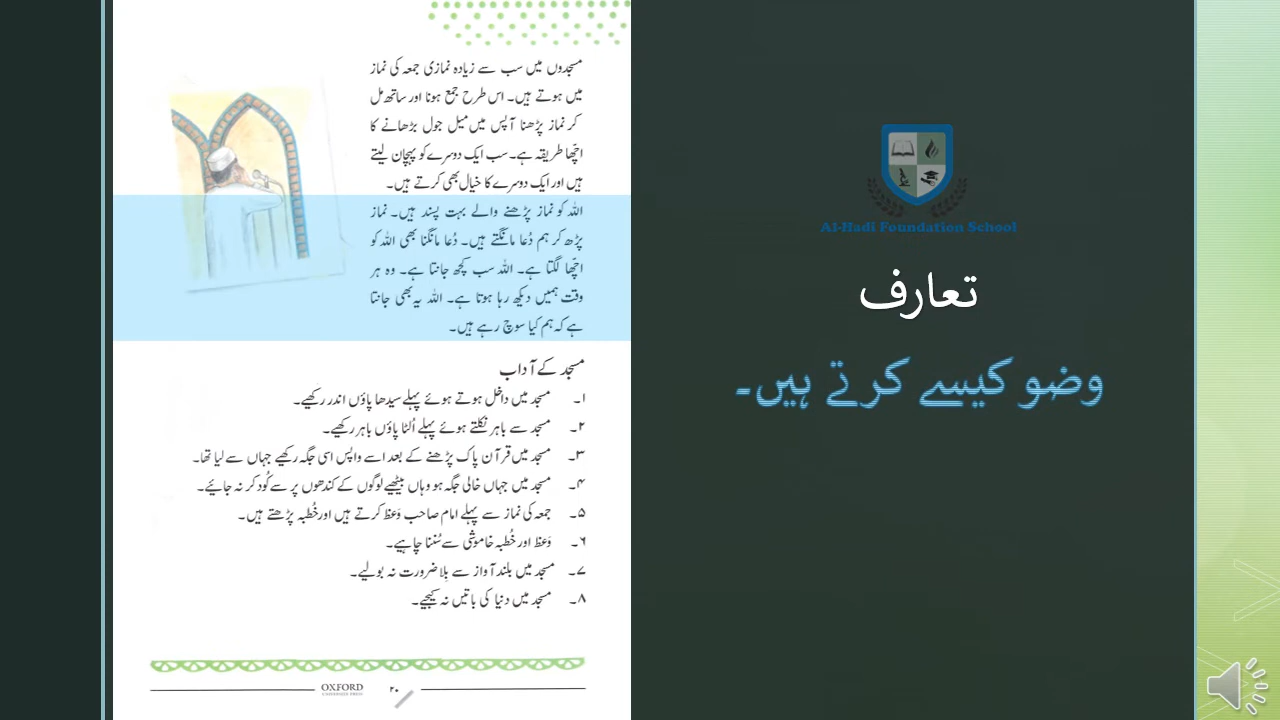 مسجدوں میں سب سے زیادہ نمازی جمعہ کی نماز
میں ہوتے ہیں۔ اس طرح جمع ہونا اور ساتھ مل
کر نماز پڑھنا آپس میں میل جول بڑھانے کا
اچّھا طریقہ ہے۔ سب ایک دوسرے کو پہچان لیتے
ہیں اور ایک دوسرے کا خیال بھی کرتے ہیں۔
اللہ کو نماز پڑھنے والے بہت پسند ہیں۔ نماز
پڑھ کر ہم دُعا مانگتے ہیں۔ دُعا مانگنا بھی اللہ کو
اچّھا لگتا ہے۔ اللہ سب کچھ جانتا ہے۔ وہ ہر
وقت ہمیں دیکھ رہا ہوتا ہے۔ اللہ یہ بھی جانتا
ہے کہ ہم کیا سوچ رہے ہیں۔
مسجد کے آداب
۱۔ مسجد میں داخل ہوتے ہوئے پہلے سیدھا پاؤں اندر رکھیے۔
۲۔ مسجد سے باہر نکلتے ہوئے پہلے اُلٹا پاؤں باہر رکھیے۔
۳۔ مسجد میں قرآن پاک پڑھنے کے بعد اسے واپس اسی جگہ رکھیے جہاں سے لیا تھا۔
۴۔ مسجد میں جہاں خالی جگہ ہو وہاں بیٹھیے لوگوں کے کندھوں پر سے کُود کر نہ جائیے۔
۵۔ جمعہ کی نماز سے پہلے امام صاحب وَعظ کرتے ہیں اور خُطبہ پڑھتے ہیں۔
۶۔ وَعظ اور خُطبہ خاموشی سے سُننا چاہیے۔
۷۔ مسجد میں بلند آواز سے بِلا ضرورت نہ بولیے۔
۸۔ مسجد میں دنیا کی باتیں نہ کیجیے۔
OXFORD
UNIVERSITY PRESS
۲۰
Al-Hadi Foundation School
تعارف
وضو کیسے کرتے ہیں۔